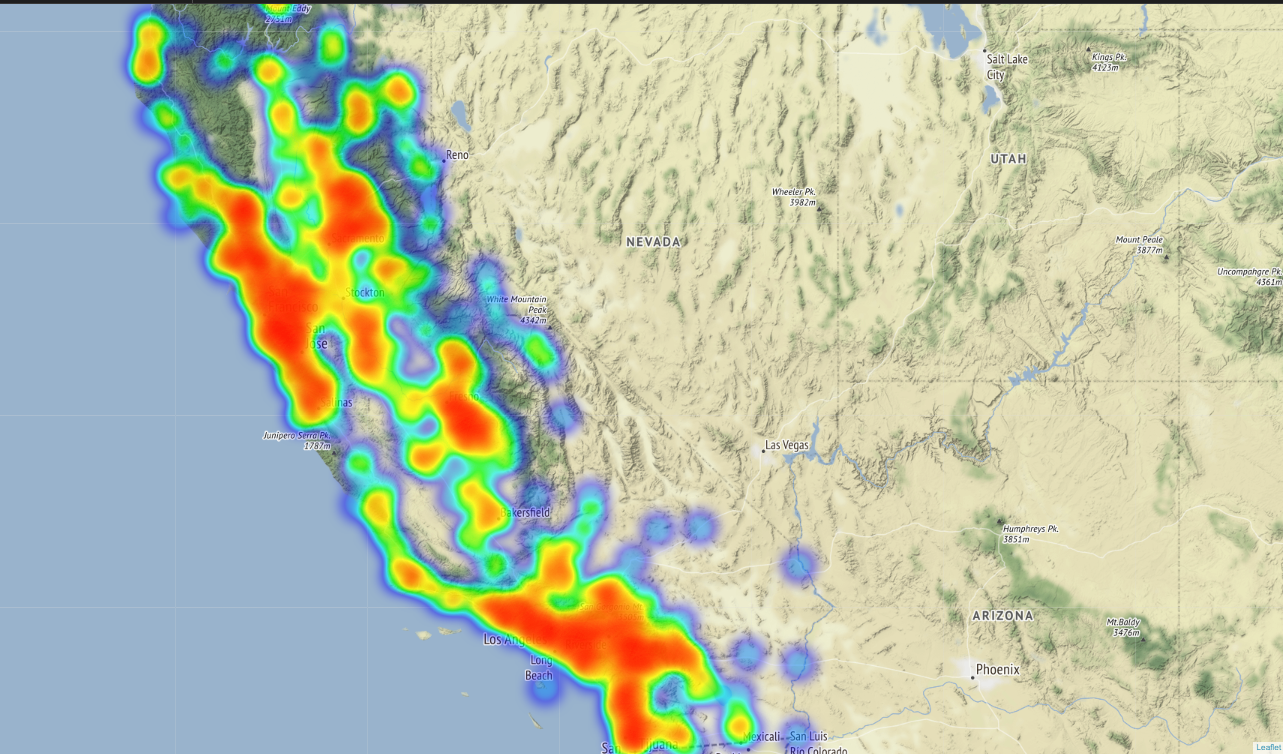 Mount Eddy
2751m
Salt Lake
City
Kings Pk.
4123m
Reno
UTAH
Wheeler Pk.
3982m
NEVADA
Mount Peale
3877m
Uncompahgre Pk.
4361m
Stockton
White Mountain
Peak
4342m
San
Jose
Salinas
Junipero Serra Pk.
1787m
Las Vegas
Bakersfield
Humphreys Pk.
3851m
ARIZONA
Mt.Baldy
3476m
Los Angel
Long
Beach
Phoenix
Mexicali
San Luis
Rio Colorado
Leaflet